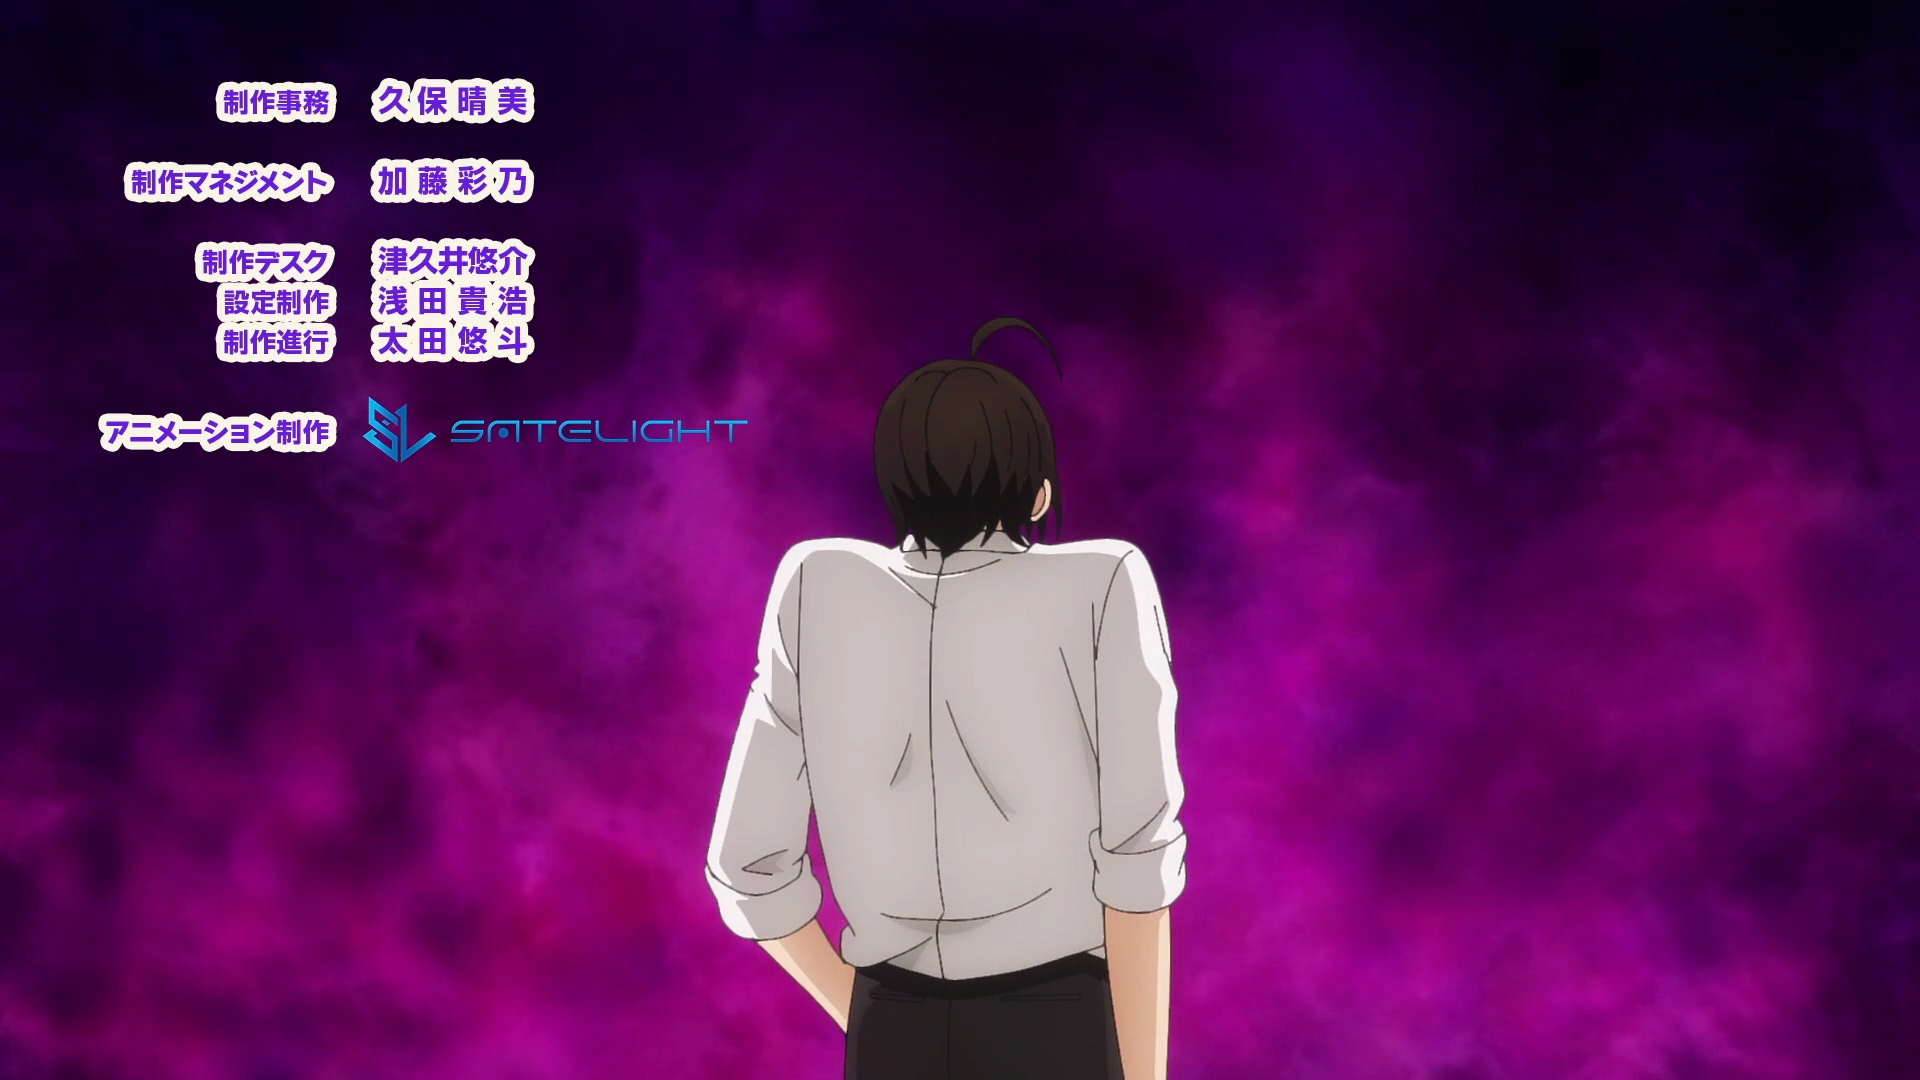 制作事務 久保晴美
制作マネジメント 加藤彩乃
制作デスク 津久井悠介
設定制作 浅田貴浩
制作進行 太田悠斗
アニメーション制作 SATELIGHT